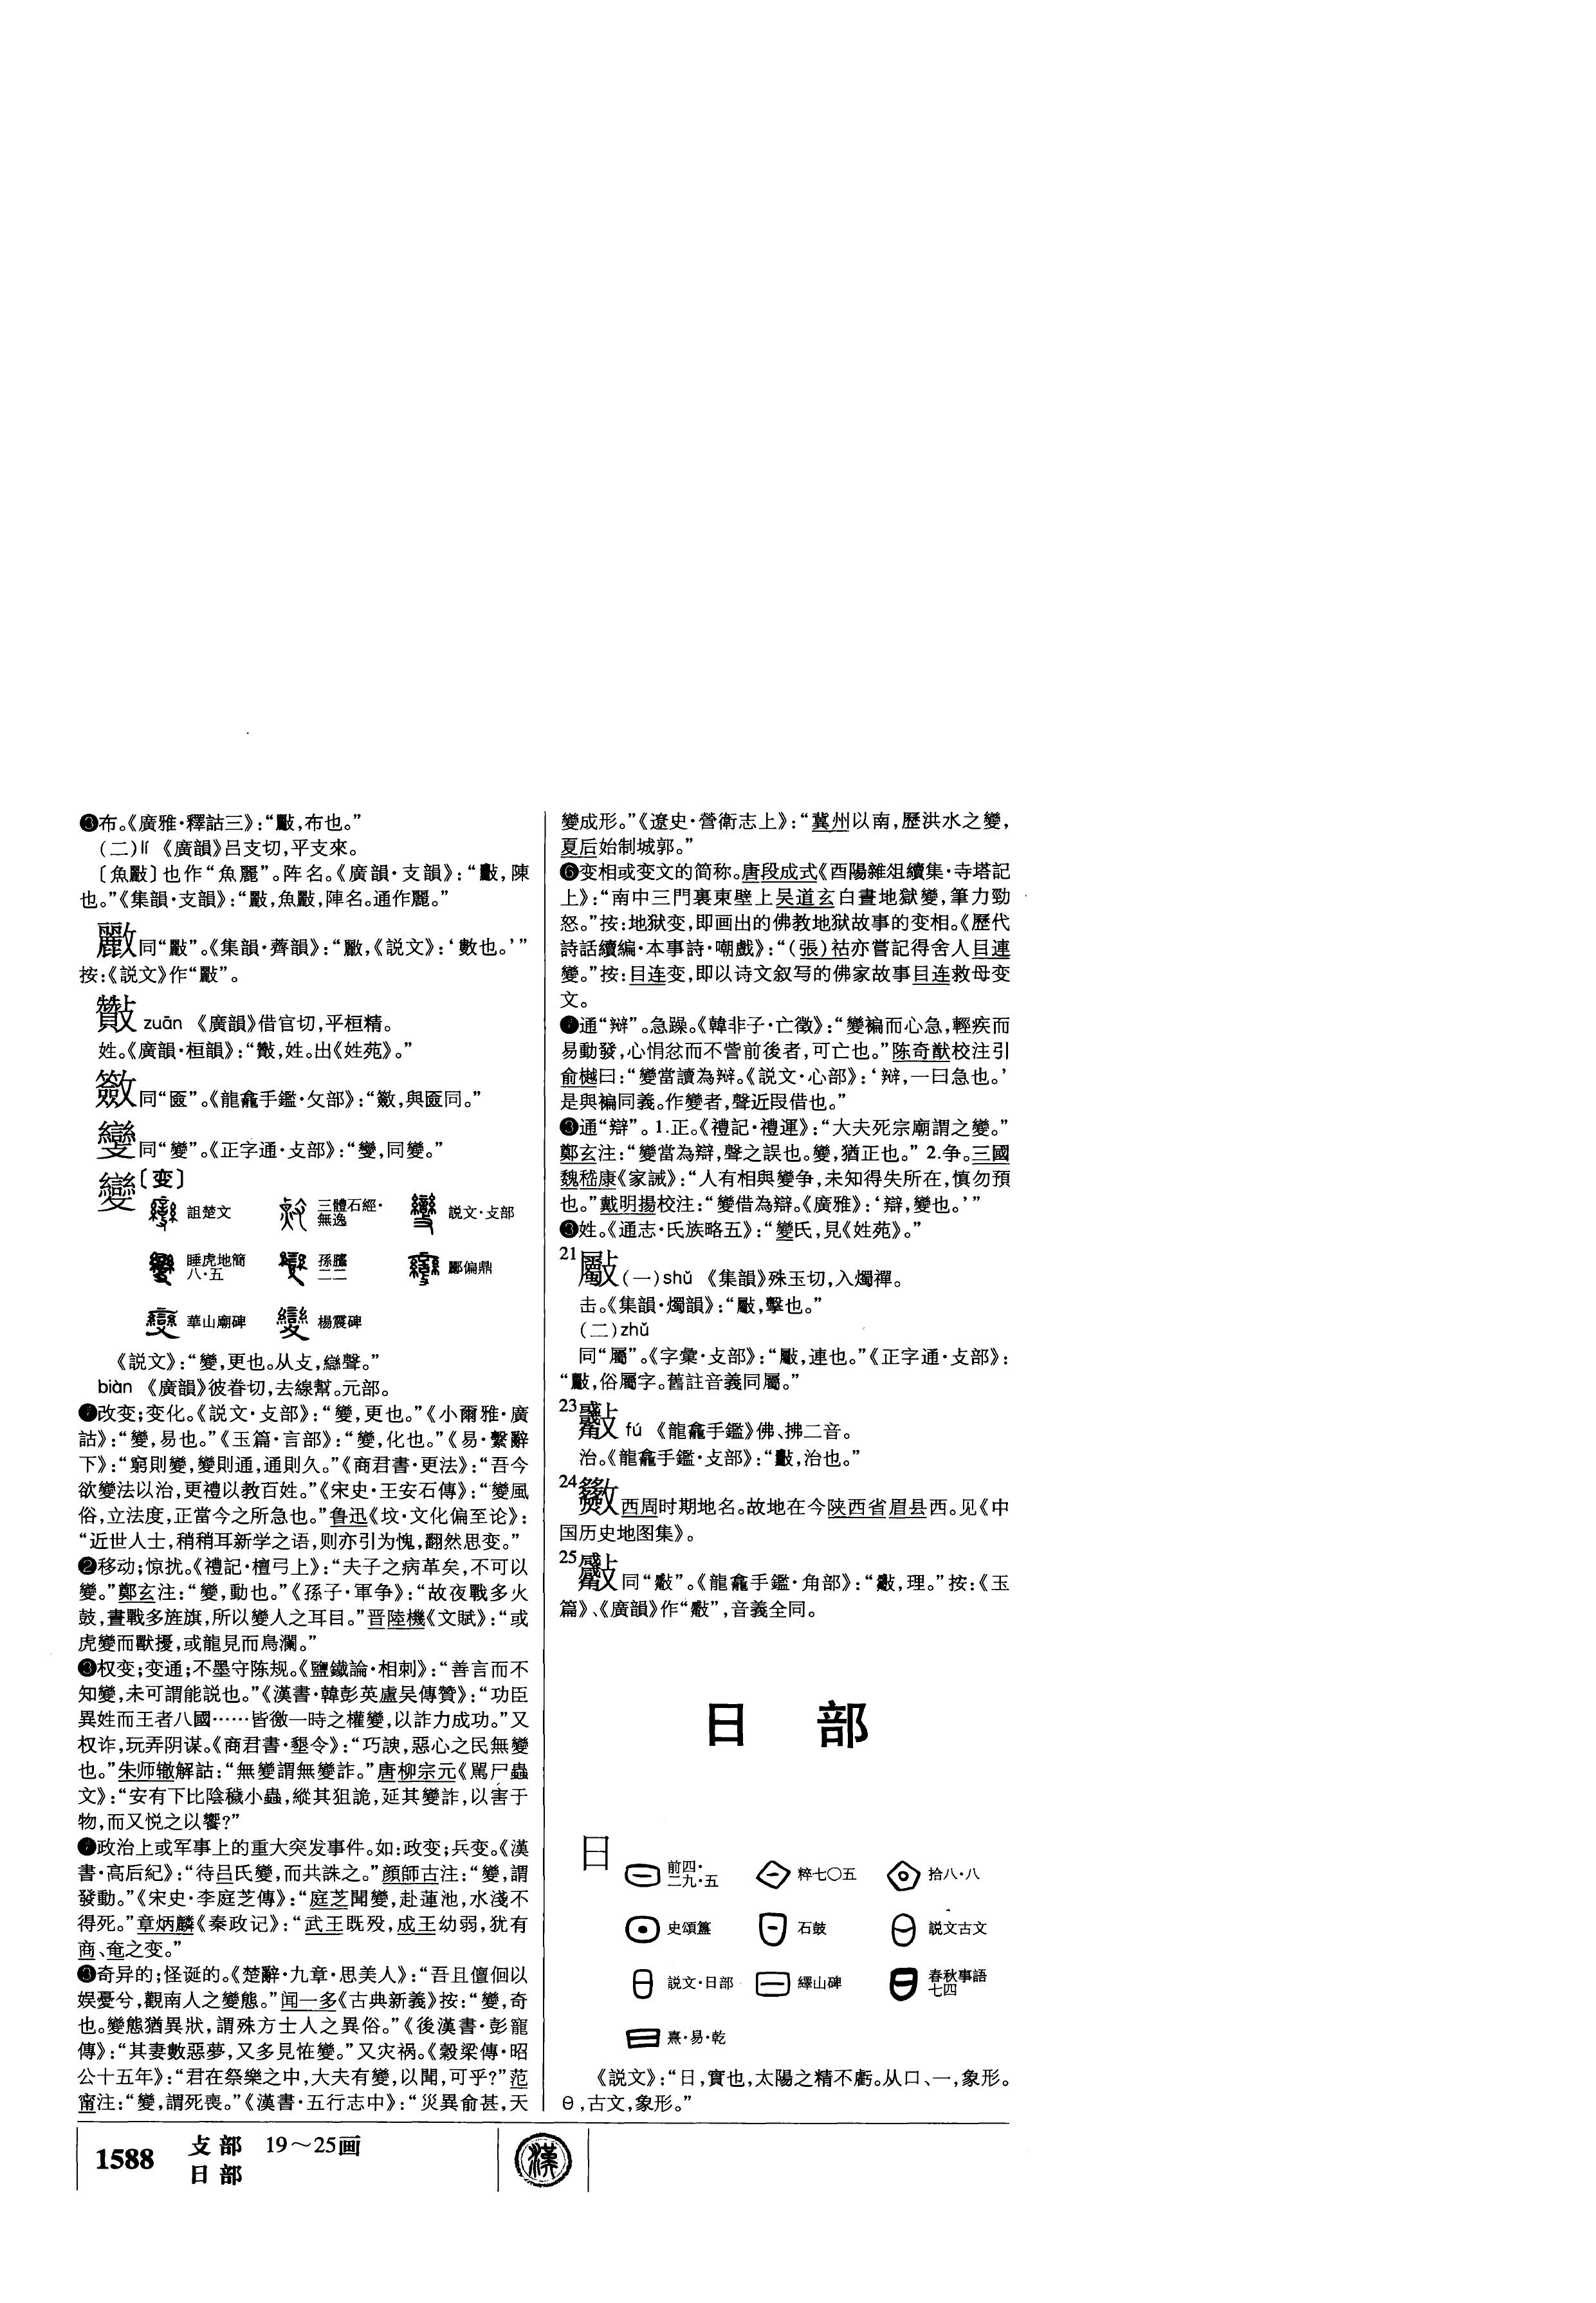 ❸布。《廣雅·釋詁三》：“𢿛，布也。”
(二)lí 《廣韻》吕支切，平支來。
〔魚𢿛〕也作“魚麗”。阵名。《廣韻·支韻》：“𢿛，陳
也。”《集韻·支韻》：“𢿛，魚𢿛，陣名。通作麗。”
同“𢿛”。《集韻·薺韻》：“，《説文》：‘數也。’”
按：《説文》作“𢿛”。
zuān 《廣韻》借官切，平桓精。
姓。《廣韻·桓韻》：“，姓。出《姓苑》。”
同“匳”。《龍龕手鑑·攵部》：“籢，與匳同。”
同“變”。《正字通·攴部》：“，同變。”
變〔变〕
詛楚文 三體石經·無逸 説文·攴部
睡虎地簡八·五 孫臏二二 鄘偏鼎
華山廟碑 楊震碑
《説文》：“變，更也。从攴，䜌聲。”
biàn 《廣韻》彼眷切，去線幫。元部。
❶改变；变化。《説文·攴部》：“變，更也。”《小爾雅·廣
詁》：“變，易也。”《玉篇·言部》：“變，化也。”《易·繫辭
下》：“窮則變，變則通，通則久。”《商君書·更法》：“吾今
欲變法以治，更禮以教百姓。”《宋史·王安石傳》：“變風
俗，立法度，正當今之所急也。”鲁迅《坟·文化偏至论》：
“近世人士，稍稍耳新学之语，则亦引为愧，翻然思变。”
❷移动；惊扰。《禮記·檀弓上》：“夫子之病革矣，不可以
變。”鄭玄注：“變，動也。”《孫子·軍争》：“故夜戰多火
鼓，晝戰多旌旗，所以變人之耳目。”晋陸機《文賦》：“或
虎變而獸擾，或龍見而鳥瀾。”
❸权变；变通；不墨守陈规。《鹽鐵論·相刺》：“善言而不
知變，未可謂能説也。”《漢書·韓彭英盧吴傳贊》：“功臣
異姓而王者八國……皆徼一時之權變，以詐力成功。”又
权诈，玩弄阴谋。《商君書·墾令》：“巧諛，惡心之民無變
也。”朱师辙解詁：“無變謂無變詐。”唐柳宗元《駡尸蟲
文》：“安有下比陰穢小蟲，縱其狙詭，延其變詐，以害于
物，而又悦之以饗？”
❹政治上或军事上的重大突发事件。如：政变；兵变。《漢
書·高后紀》：“待吕氏變，而共誅之。”顔師古注：“變，謂
發動。”《宋史·李庭芝傳》：“庭芝聞變，赴蓮池，水淺不
得死。”章炳麟《秦政记》：“武王既殁，成王幼弱，犹有
商、奄之变。”
❺奇异的；怪诞的。《楚辭·九章·思美人》：“吾且儃佪以
娱憂兮，觀南人之變態。”闻一多《古典新義》按：“變，奇
也。變態猶異狀，謂殊方士人之異俗。”《後漢書·彭寵
傳》：“其妻數惡夢，又多見恠變。”又灾祸。《穀梁傳·昭
公十五年》：“君在祭樂之中，大夫有變，以聞，可乎？”范
甯注：“變，謂死喪。”《漢書·五行志中》：“災異俞甚，天
變成形。”《遼史·營衛志上》：“冀州以南，歷洪水之變，
夏后始制城郭。”
❻变相或变文的简称。唐段成式《酉陽雜俎續集·寺塔記
上》：“南中三門裏東壁上吴道玄白晝地獄變，筆力勁
怒。”按：地狱变，即画出的佛教地狱故事的变相。《歷代
詩話續編·本事詩·嘲戲》：“（張）祜亦嘗記得舍人目連
變。”按：目连变，即以诗文叙写的佛家故事目连救母变
文。
❼通“辩”。急躁。《韓非子·亡徵》：“變褊而心急，輕疾而
易動發，心悁忿而不訾前後者，可亡也。”陈奇猷校注引
俞樾曰：“變當讀為辯。《説文·心部》：‘辯，一曰急也。’
是與褊同義。作變者，聲近叚借也。”
❽通“辯”。1.正。《禮記·禮運》：“大夫死宗廟謂之變。”
鄭玄注：“變當為辯，聲之誤也。變，猶正也。” 2.争。三國
魏嵇康《家誡》：“人有相與變争，未知得失所在，慎勿預
也。”戴明揚校注：“變借為辯。《廣雅》：‘辯，變也。’”
❾姓。《通志·氏族略五》：“變氏，見《姓苑》。”
21 (一)shǔ 《集韻》殊玉切，入燭禪。
击。《集韻·燭韻》：“，擊也。”
(二)zhǔ
同“屬”。《字彙·攴部》：“，連也。”《正字通·攴部》：
“，俗屬字。舊註音義同屬。”
23 fú 《龍龕手鑑》佛、拂二音。
治。《龍龕手鑑·攴部》：“，治也。”
24 西周时期地名。故地在今陕西省眉县西。见《中
国历史地图集》。
25 同“”。《龍龕手鑑·角部》：“，理。”按：《玉
篇》、《廣韻》作“”，音義全同。
日 部
日
前四·二九·五 粹七〇五 拾八·八
史頌簋 石鼓 説文古文
説文·日部 繹山碑 春秋事語七四
熹·易·乾
《説文》：“日，實也，太陽之精不虧。从口、一，象形。
，古文，象形。”
1588 攴部 19～25画
日部
漢